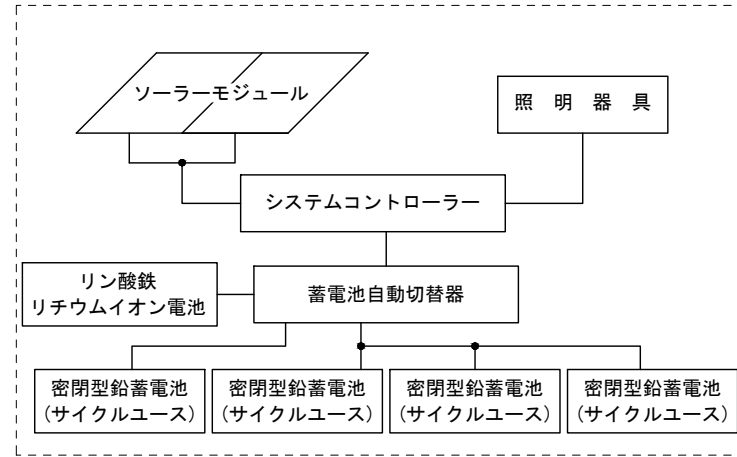 ソーラーモジュール
照 明 器 具
システムコントローラー
リン酸鉄
リチウムイオン電池
蓄電池自動切替器
密閉型鉛蓄電池
(サイクルユース)
密閉型鉛蓄電池
(サイクルユース)
密閉型鉛蓄電池
(サイクルユース)
密閉型鉛蓄電池
(サイクルユース)